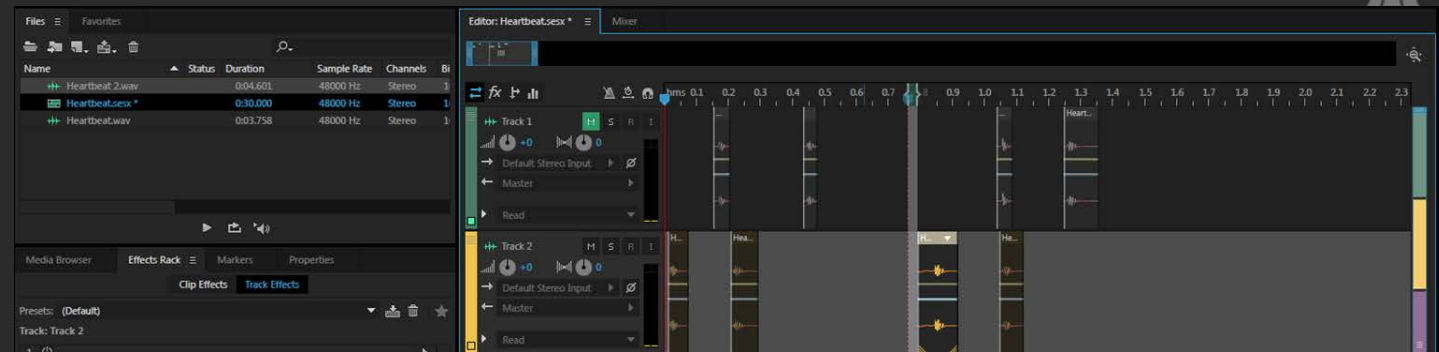 Files Favorites
Name Status Duration Sample Rate Channels Bi
Heartbeat 2.wav 0:04.601 48000 Hz Stereo 1
Heartbeat.sesx * 0:30.000 48000 Hz Stereo 1
Heartbeat.wav 0:03.758 48000 Hz Stereo 1
Media Browser Effects Rack Markers Properties
Clip Effects Track Effects
Presets: (Default)
Track: Track 2
1
Editor: Heartbeat.sesx * Mixer
fx
hms 0.1 0.2 0.3 0.4 0.5 0.6 0.7 0.9 1.0 1.1 1.2 1.3 1.4 1.5 1.6 1.7 1.8 1.9 2.0 2.1 2.2 2.3
Track 1 M S R I
+0 0
Default Stereo Input
Master
Read
... ... Heart...
Track 2 M S R I
+0 0
Default Stereo Input
Master
Read
H... Hea... H... He...